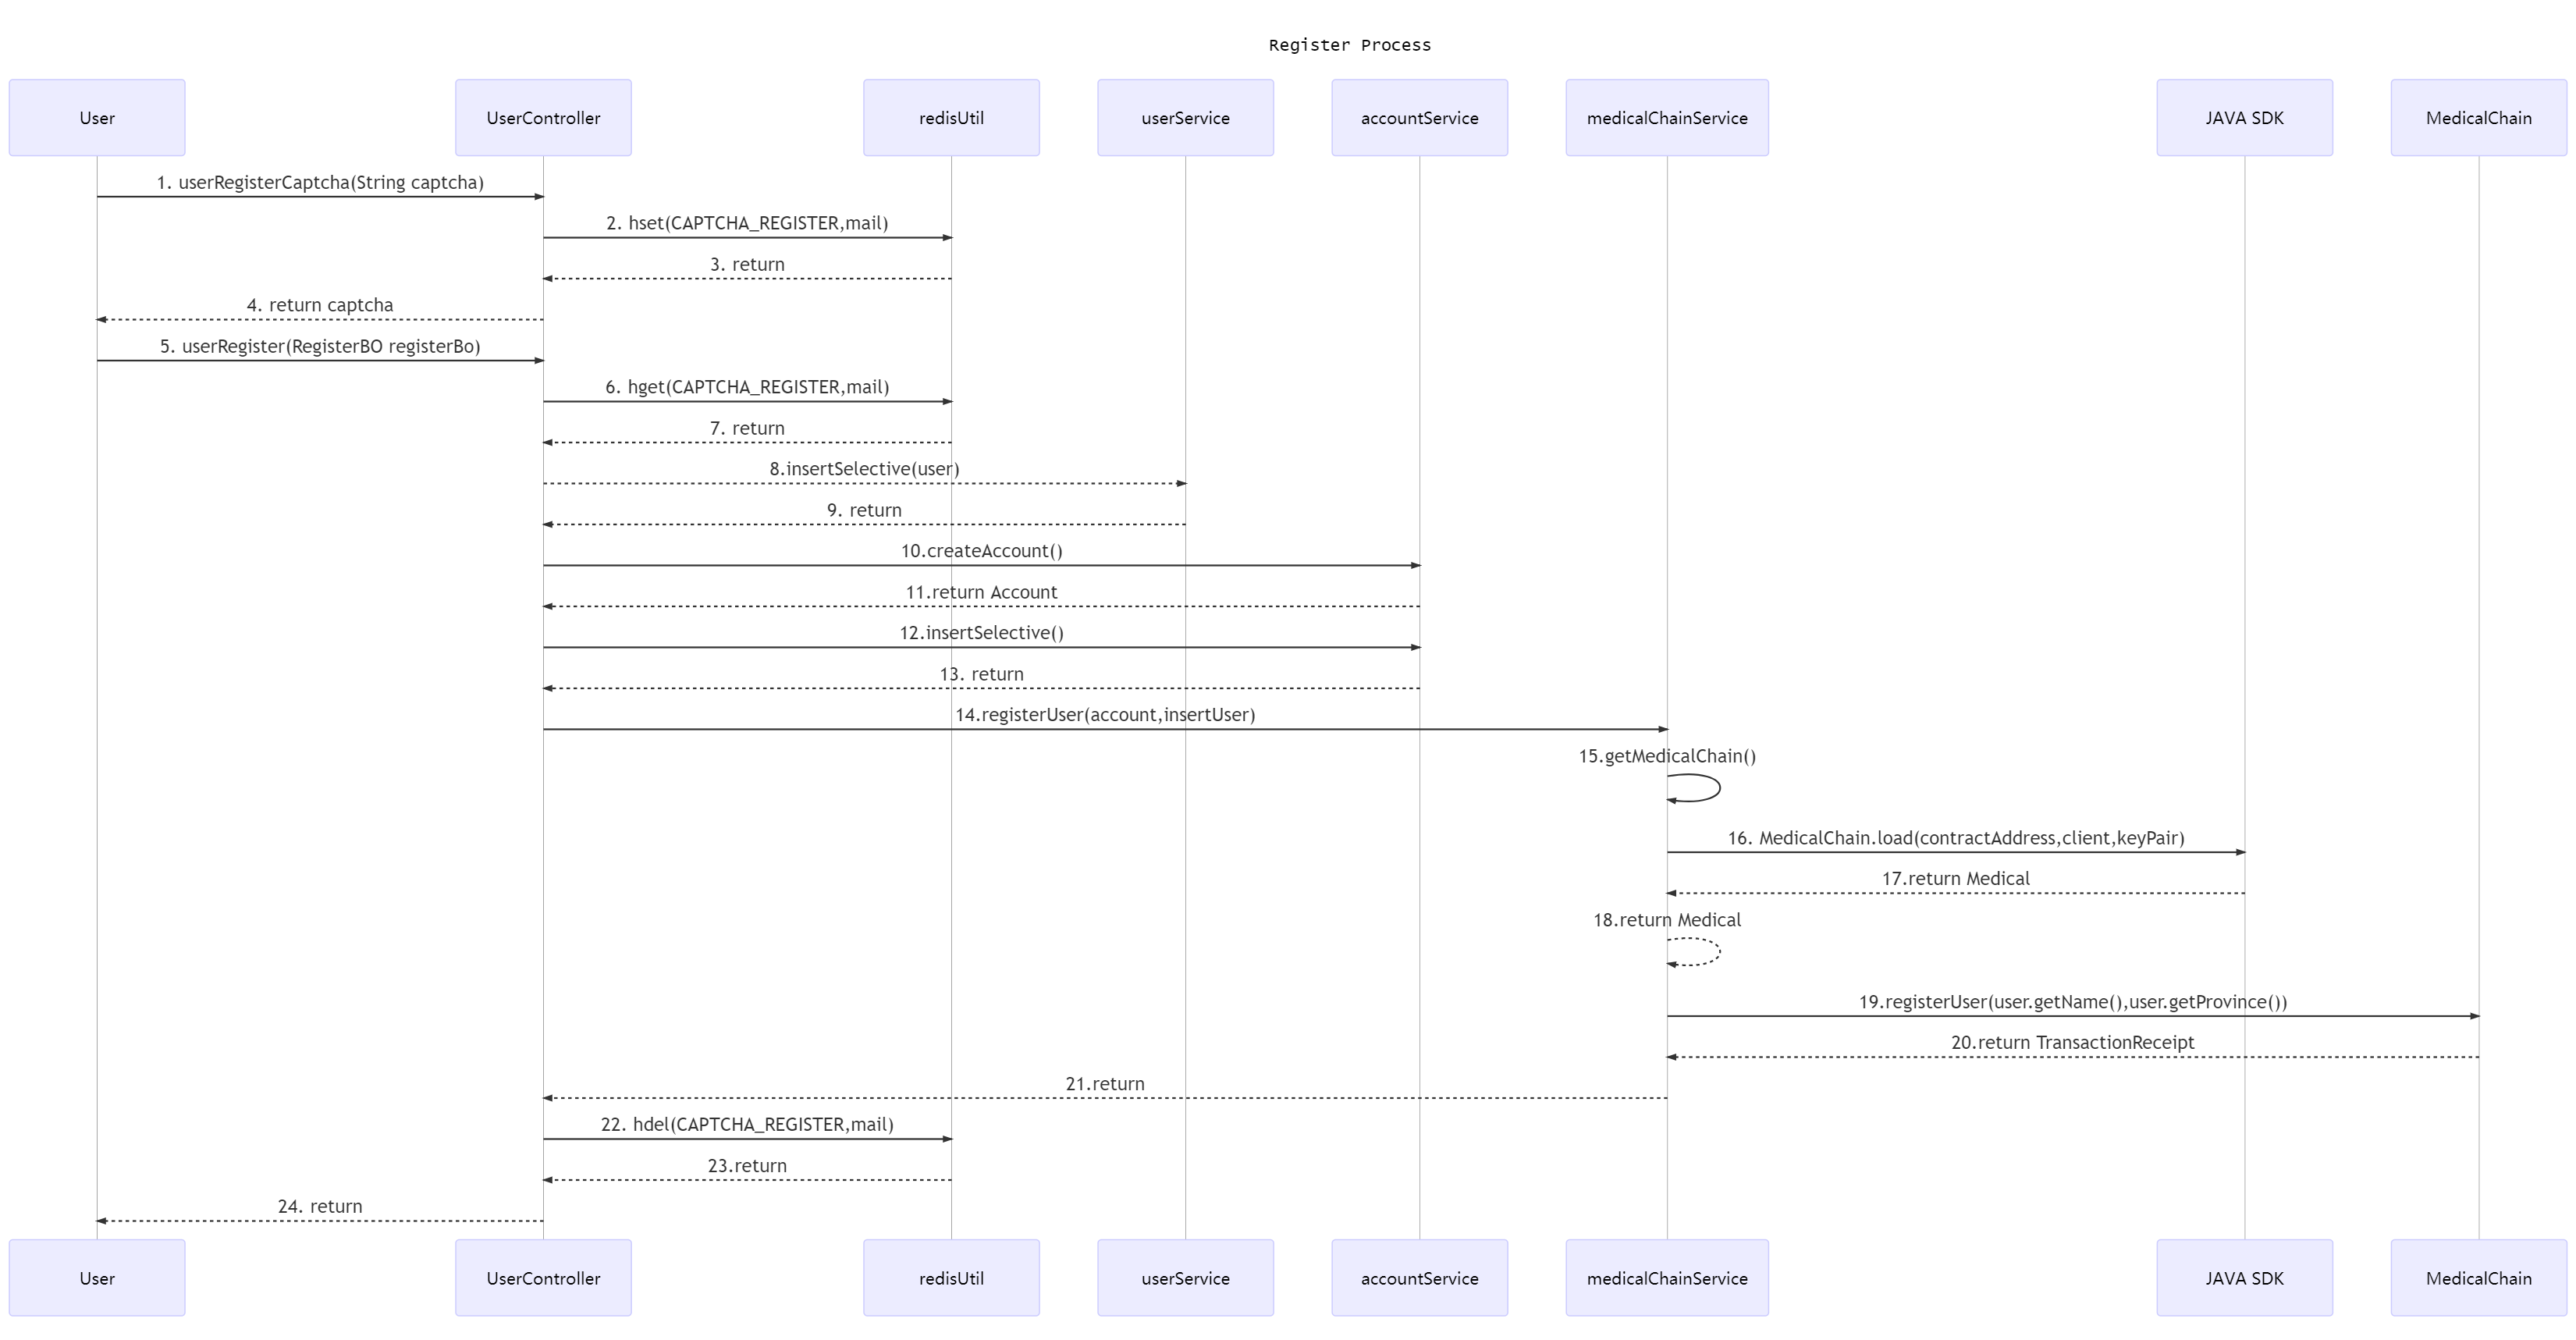 Register Process
User
UserController
redisUtil
userService
accountService
medicalChainService
JAVA SDK
MedicalChain
1. userRegisterCaptcha(String captcha)
2. hset(CAPTCHA_REGISTER,mail)
3. return
4. return captcha
5. userRegister(RegisterBO registerBo)
6. hget(CAPTCHA_REGISTER,mail)
7. return
8.insertSelective(user)
9. return
10.createAccount()
11.return Account
12.insertSelective()
13. return
14.registerUser(account,insertUser)
15.getMedicalChain()
16. MedicalChain.load(contractAddress,client,keyPair)
17.return Medical
18.return Medical
19.registerUser(user.getName(),user.getProvince())
20.return TransactionReceipt
21.return
22. hdel(CAPTCHA_REGISTER,mail)
23.return
24. return
User
UserController
redisUtil
userService
accountService
medicalChainService
JAVA SDK
MedicalChain